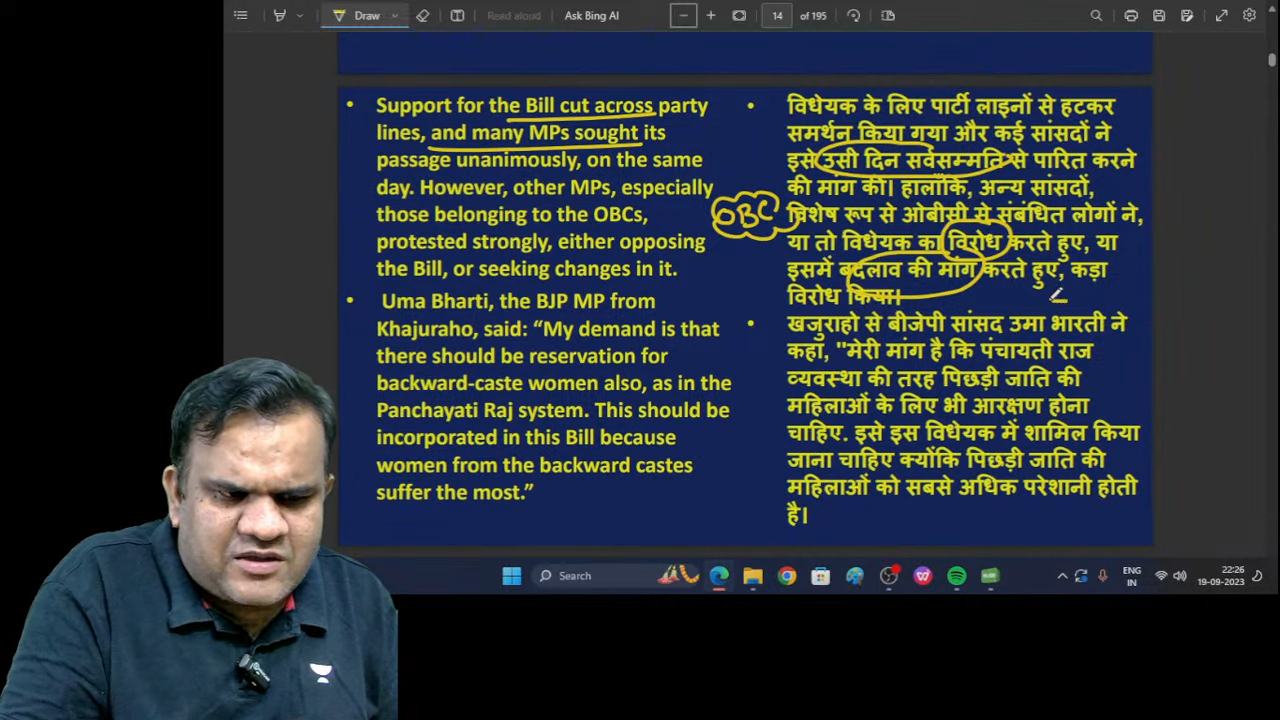 Draw
Read aloud
Ask Bing AI
14 of 195
• Support for the Bill cut across party
lines, and many MPs sought its
passage unanimously, on the same
day. However, other MPs, especially
those belonging to the OBCs,
protested strongly, either opposing
the Bill, or seeking changes in it.
• Uma Bharti, the BJP MP from
Khajuraho, said: “My demand is that
there should be reservation for
backward-caste women also, as in the
Panchayati Raj system. This should be
incorporated in this Bill because
women from the backward castes
suffer the most.”
OBC
• विधेयक के लिए पार्टी लाइनों से हटकर
समर्थन किया गया और कई सांसदों ने
इसे उसी दिन सर्वसम्मति से पारित करने
की मांग की। हालाँकि, अन्य सांसदों,
विशेष रूप से ओबीसी से संबंधित लोगों ने,
या तो विधेयक का विरोध करते हुए, या
इसमें बदलाव की मांग करते हुए, कड़ा
विरोध किया।
• खजुराहो से बीजेपी सांसद उमा भारती ने
कहा, "मेरी मांग है कि पंचायती राज
व्यवस्था की तरह पिछड़ी जाति की
महिलाओं के लिए भी आरक्षण होना
चाहिए. इसे इस विधेयक में शामिल किया
जाना चाहिए क्योंकि पिछड़ी जाति की
महिलाओं को सबसे अधिक परेशानी होती
है।
Search
ENG
IN
22:26
19-09-2023